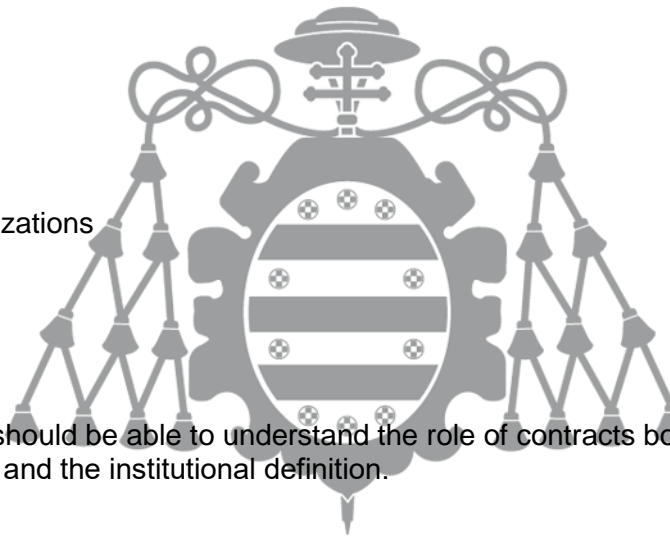 zations
should be able to understand the role of contracts bo
and the institutional definition.